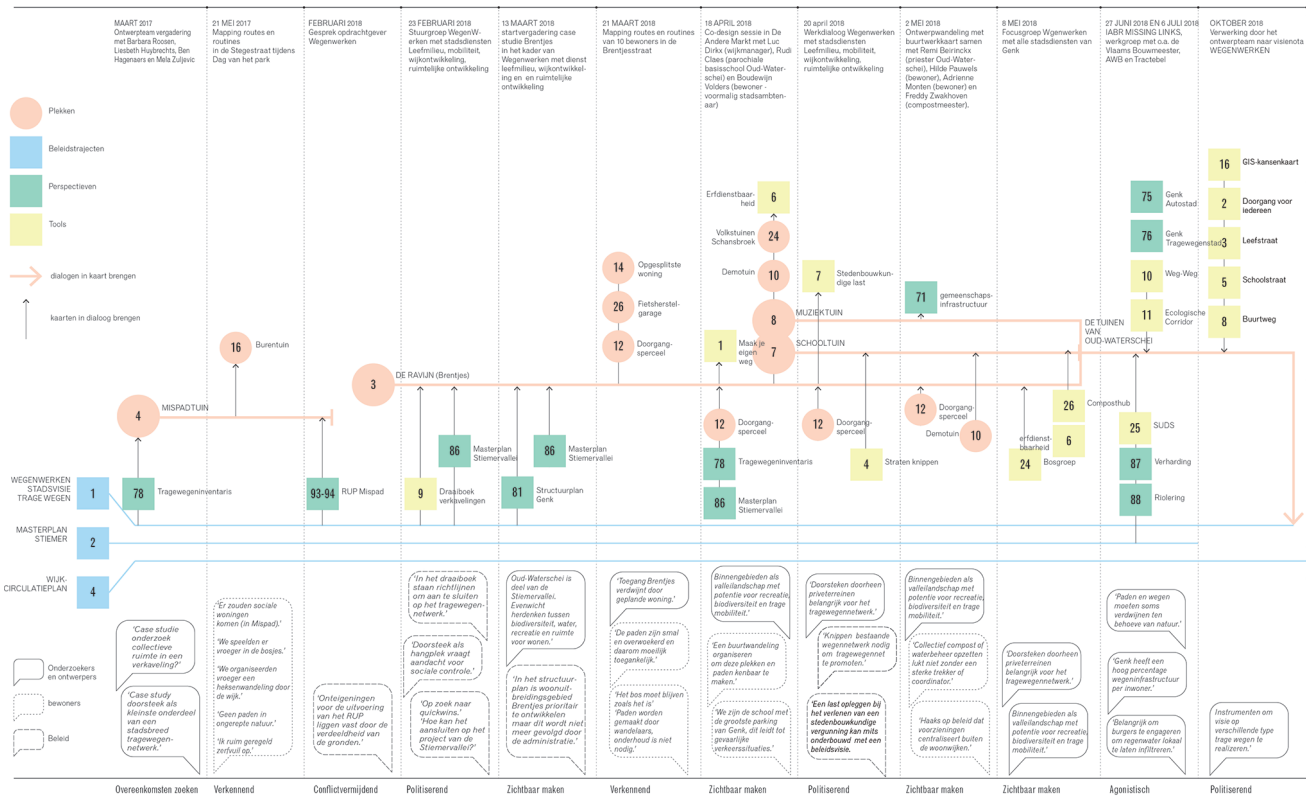 MAART 2017
Ontwerpteam vergadering
met Barbara Roosen,
Liesbeth Huybrechts, Ben
Hagenaers en Mela Zuljevic
21 MEI 2017
Mapping routes en
routines
in de Stegestraat tijdens
Dag van het park
FEBRUARI 2018
Gesprek opdrachtgever
Wegenwerken
23 FEBRUARI 2018
Stuurgroep WegenW-
erken met stadsdiensten
Leefmilieu, mobiliteit,
wijkontwikkeling,
ruimtelijke ontwikkeling
13 MAART 2018
startvergadering case
studie Brentjes
in het kader van
Wegenwerken met dienst
leefmilieu, wijkontwikkel-
ing en en ruimtelijke
ontwikkeling
21 MAART 2018
Mapping routes en routines
van 10 bewoners in de
Brentjesstraat
18 APRIL 2018
Co-design sessie in De
Andere Markt met Luc
Dirkx (wijkmanager), Rudi
Claes (parochiale
basisschool Oud-Water-
schei) en Boudewijn
Volders (bewoner -
voormalig stadsambten-
aar)
20 april 2018
Werkdialoog Wegenwerken
met stadsdiensten
Leefmilieu, mobiliteit,
wijkontwikkeling,
ruimtelijke ontwikkeling
2 MEI 2018
Ontwerpwandeling met
buurtwerkkaart samen
met Remi Beirinckx
(priester Oud-Water-
schei), Hilde Pauwels
(bewoner), Adrienne
Monten (bewoner) en
Freddy Zwakhoven
(compostmeester).
8 MEI 2018
Focusgroep Wgenwerken
met alle stadsdiensten van
Genk
27 JUNI 2018 EN 6 JULI 2018
IABR MISSING LINKS,
werkgroep met o.a. de
Vlaams Bouwmeester,
AWB en Tractebel
OKTOBER 2018
Verwerking door het
ontwerpteam naar visienota
WEGENWERKEN
Plekken
Beleidstrajecten
Perspectieven
Tools
dialogen in kaart brengen
kaarten in dialoog brengen
4
MISPADTUIN
78
Tragewegeninventaris
16
Burentuin
93-94
RUP Mispad
3
DE RAVIJN (Brentjes)
86
Masterplan
Stiemervallei
9
Draaiboek
verkavelingen
86
Masterplan
Stiemervallei
81
Structuurplan
Genk
14
Opgesplitste
woning
26
Fietsherstel-
garage
12
Doorgang-
sperceel
Erfdienstbaar-
heid
6
Volkstuinen
Schansbroek
24
Demotuin
10
8
MUZIEKTUIN
7
SCHOOLTUIN
1
Maak je
eigen
weg
12
Doorgang-
sperceel
78
Tragewegeninventaris
86
Masterplan
Stiemervallei
7
Stedenbouwkun-
dige last
12
Doorgang-
sperceel
4
Straten knippen
71
gemeenschaps-
infrastructuur
12
Doorgang-
sperceel
Demotuin
10
DE TUINEN
VAN
OUD-WATERSCHEI
26
Composthub
erfdienst-
baarheid
6
24
Bosgroep
75
Genk
Autostad
76
Genk
Tragewegenstad
10
Weg-Weg
11
Ecologische
Corridor
25
SUDS
87
Verharding
88
Riolering
16
GIS-kansenkaart
2
Doorgang voor
iedereen
3
Leefstraat
5
Schoolstraat
8
Buurtweg
WEGENWERKEN
STADSVISIE
TRAGE WEGEN
1
MASTERPLAN
STIEMER
2
WIJK-
CIRCULATIEPLAN
4
Onderzoekers
en ontwerpers
bewoners
Beleid
'Case studie
onderzoek
collectieve
ruimte in een
verkaveling?'
'Case study
doorsteek als
kleinste onderdeel
van een
stadsbreed
tragewegen-
netwerk.'
'Er zouden sociale
woningen
komen (in Mispad).'
'We speelden er
vroeger in de bosjes.'
'We organiseerden
vroeger een
heksenwandeling door
de wijk.'
'Geen paden in
ongrepte natuur.'
'Ik ruim geregeld
zerfvuil op.'
'Onteigeningen
voor de uitvoering
van het RUP
liggen vast door de
verdeeldheid
van de gronden.'
'In het draaiboek
staan richtlijnen
om aan te sluiten
op het tragewegen-
netwerk.'
'Doorsteek als
hangplek vraagt
aandacht voor
sociale controle.'
'Op zoek naar
quickwins.'
'Hoe kan het
aansluiten op het
project van de
Stiemervallei?'
Oud-Waterschei is
deel van de
Stiemervallei.
Evenwicht
herdenken tussen
biodiversiteit, water,
recreatie en ruimte
voor wonen.'
'In het structuur-
plan is woonuit-
breidingsgebied
Brentjes prioritair
te ontwikkelen
maar dit wordt niet
meer gevolgd door
de administratie.'
'Toegang Brentjes
verdwijnt door
geplande woning.'
'De paden zijn smal
en overwoekerd en
daarom moeilijk
toegankelijk.'
'Het bos moet blijven
zoals het is'
'Paden worden
gemaakt door
wandelaars,
onderhoud is niet
nodig.'
Binnengebieden als
valleilandschap met
potentie voor recreatie,
biodiversiteit en trage
mobiliteit.'
'Een buurtwandeling
organiseren
om deze plekken en
paden kenbaar te
maken.'
'We zijn de school met
de grootste parking
van Genk, dit leidt tot
gevaarlijke
verkeerssituaties.'
'Doorsteken doorheen
priveterreinen
belangrijk voor het
tragewegennetwerk.'
'Knippen bestaande
wegennetwerk nodig
om tragewegennet
te promoten.'
'Een last opleggen bij
het verlenen van een
stedenbouwkundige
vergunning kan mits
onderbouwd met een
beleidsvisie.
Binnengebieden als
valleilandschap met
potentie voor recreatie,
biodiversiteit en trage
mobiliteit.'
'Collectief compost of
waterbeheer opzetten
lukt niet zonder een
sterke trekker of
coordinator.'
'Haaks op beleid dat
voorzieningen
centraliseert buiten
de woonwijken.'
'Doorsteken doorheen
priveterreinen
belangrijk voor het
tragewegennetwerk.'
Binnengebieden als
valleilandschap met
potentie voor recreatie,
biodiversiteit en trage
mobiliteit.'
'Paden en wegen
moeten soms
verdwijnen ten
behoeve van natuur.'
'Genk heeft een
hoog percentage
wegeninfrastructuur
per inwoner.'
'Belangrijk om
burgers te engageren
om regenwater lokaal
te laten infiltreren.'
Instrumenten om
visie op
verschillende type
trage wegen te
realizeren.'
Overeenkomsten zoeken
Verkennend
Conflictvermijdend
Politiserend
Zichtbaar maken
Verkennend
Zichtbaar maken
Politiserend
Zichtbaar maken
Zichtbaar maken
Agonistisch
Politiserend